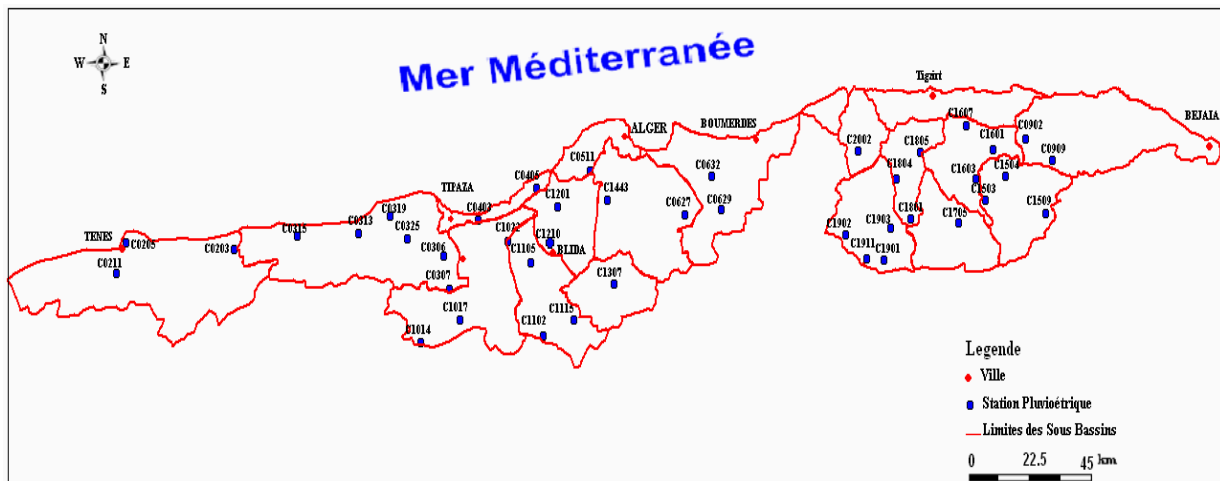 N
W E
S
Mer Méditerranée
Tigzirt
C1607
ALGER
BOUMERDES
BEJAIA
C2002
C1805
C1601
C0902
C0909
C0511
C0632
C1804
C1603
C1504
C0405
C1201
C1443
C1503
TIPAZA
C0319
C0403
C0627
C0629
C1801
C1705
C1509
C0315
C0313
C0325
C1022
C1210
C1902
C1903
TENES
C0205
C0203
C0306
C1105
BLIDA
C1911
C1901
C0211
C0307
C1307
C1017
C1115
C1014
C1102
Legende
Ville
Station Pluvioétrique
Limites des Sous Bassins
0 22.5 45 km